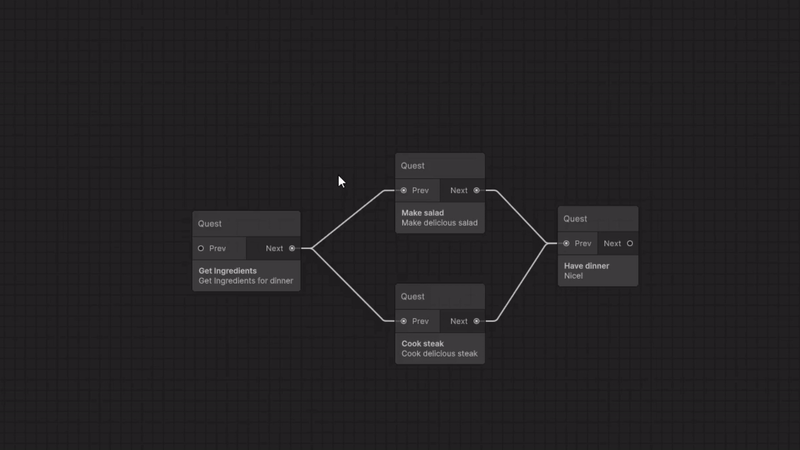 Quest
Prev Next
Get Ingredients
Get Ingredients for dinner
Quest
Prev Next
Make salad
Make delicious salad
Quest
Prev Next
Cook steak
Cook delicious steak
Quest
Prev Next
Have dinner
Nice!